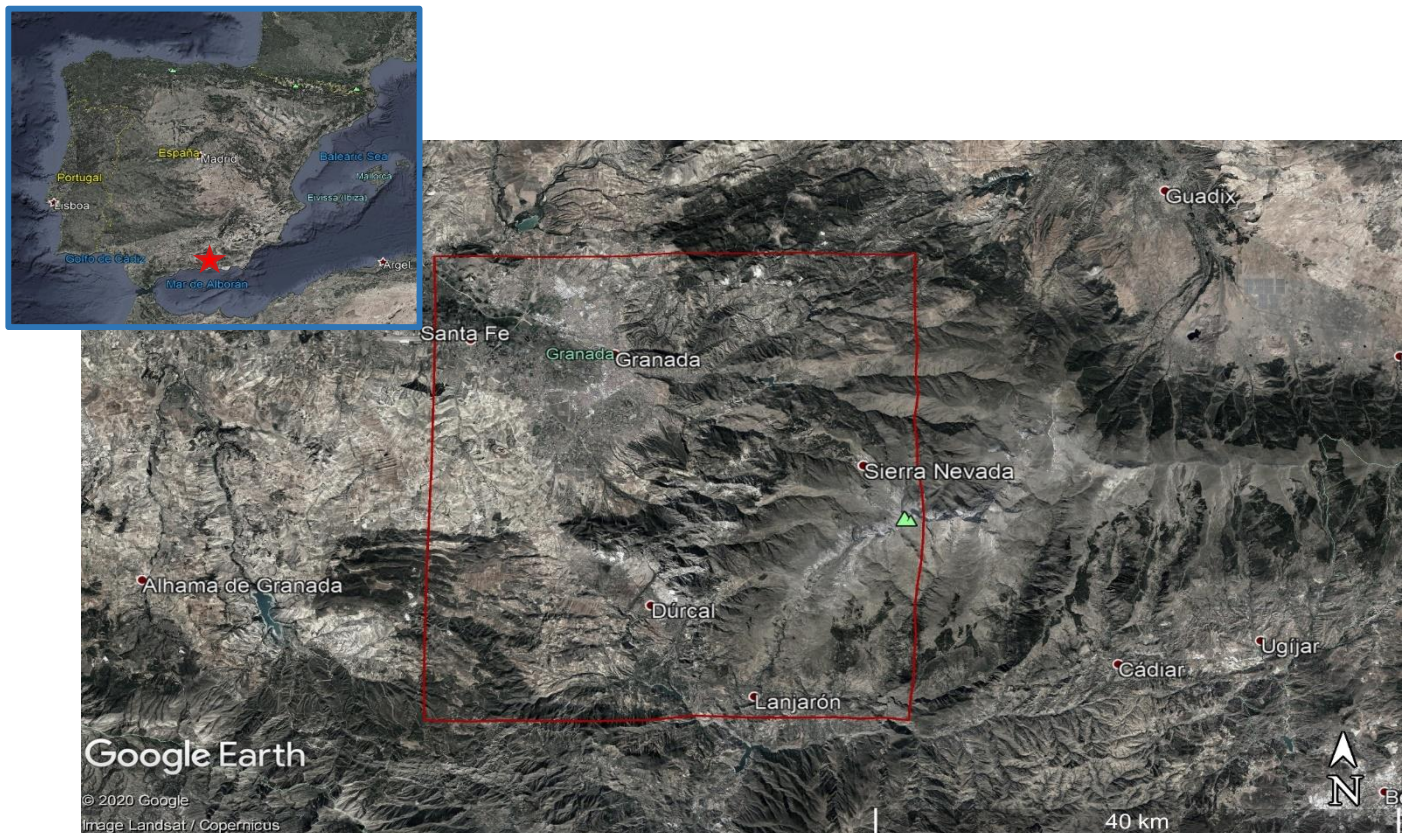 España
Madrid
Balearic Sea
Mallorca
Portugal
Eivissa (Ibiza)
Lisboa
Golfo de Cádiz
Argel
Mar de Alborán
Guadix
Santa Fe
Granada
Granada
Sierra Nevada
Alhama de Granada
Dúrcal
Ugíjar
Cádiar
Lanjarón
Google Earth
N
© 2020 Google
Image Landsat / Copernicus
40 km
Be